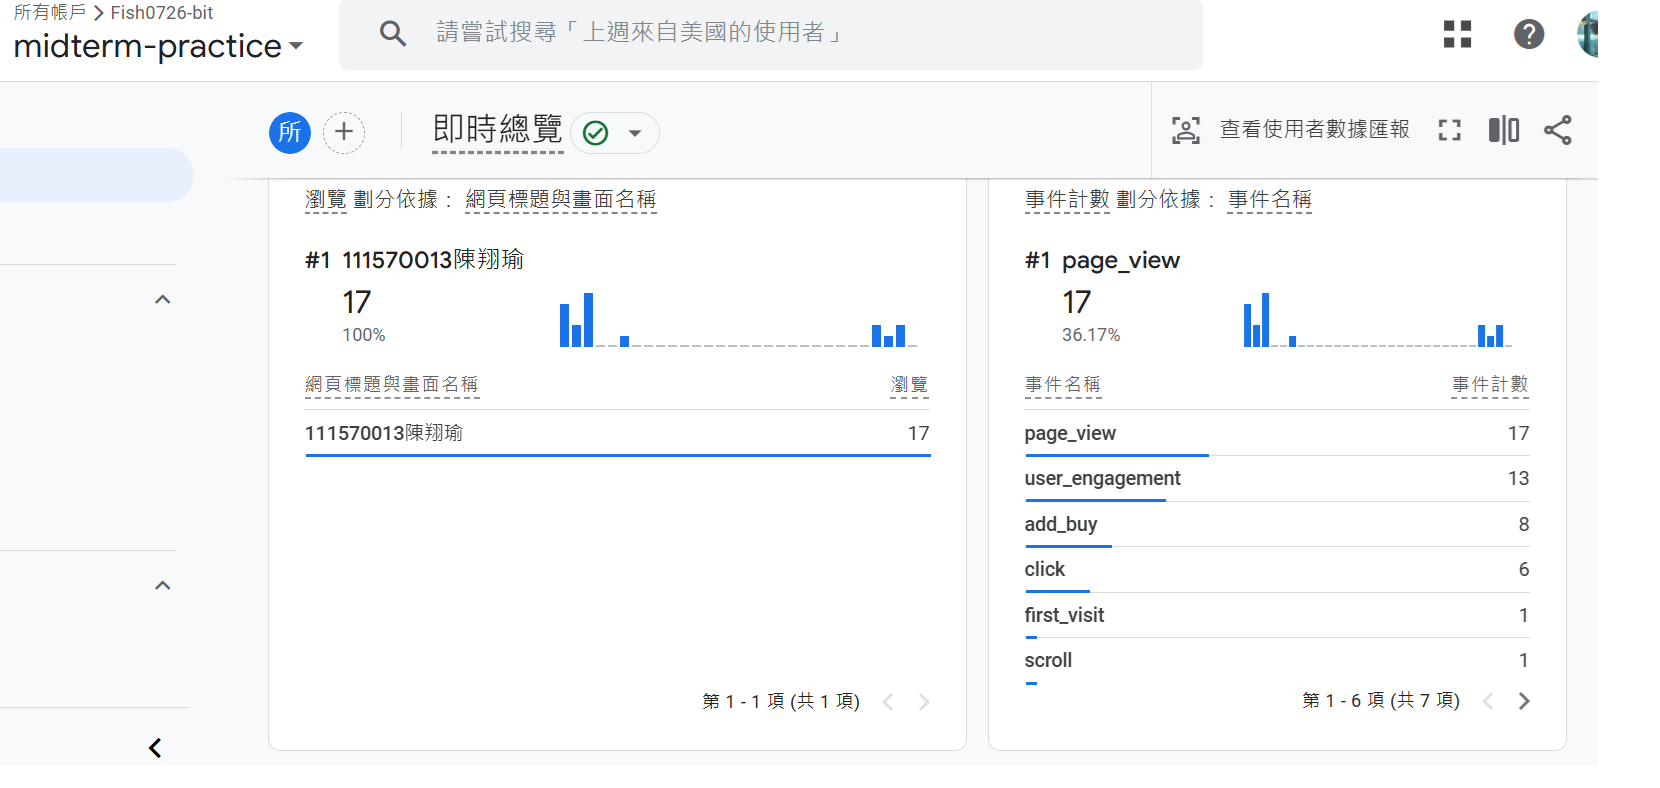 所有帳戶 > Fish0726-bit
midterm-practice
請嘗試搜尋「上週來自美國的使用者」
所
即時總覽
查看使用者數據匯報
瀏覽 劃分依據： 網頁標題與畫面名稱
#1 111570013陳翔瑜
17
100%
網頁標題與畫面名稱 瀏覽
111570013陳翔瑜 17
第 1 - 1 項 (共 1 項)
事件計數 劃分依據： 事件名稱
#1 page_view
17
36.17%
事件名稱 事件計數
page_view 17
user_engagement 13
add_buy 8
click 6
first_visit 1
scroll 1
第 1 - 6 項 (共 7 項)